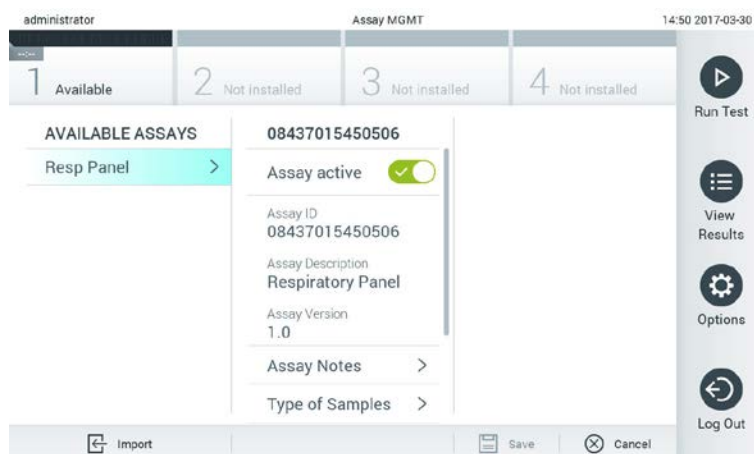 administrator
Assay MGMT
14:50 2017-03-30
--:--
1 Available
2 Not installed
3 Not installed
4 Not installed
Run Test
AVAILABLE ASSAYS
Resp Panel
08437015450506
Assay active
Assay ID
08437015450506
Assay Description
Respiratory Panel
Assay Version
1.0
Assay Notes
Type of Samples
View
Results
Options
Log Out
Import
Save
Cancel